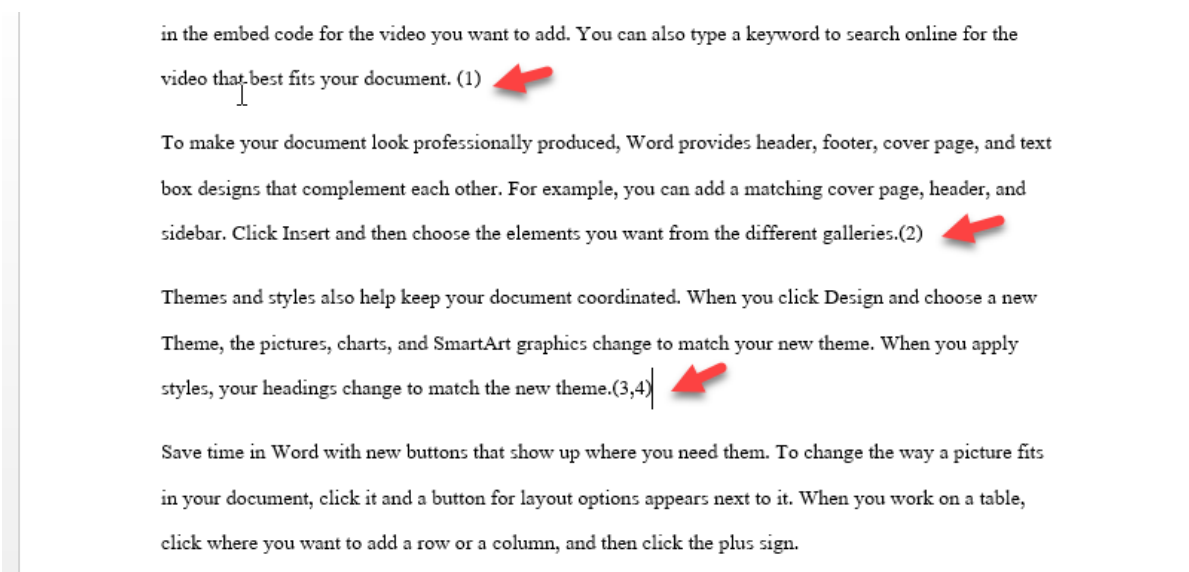 in the embed code for the video you want to add. You can also type a keyword to search online for the
video that best fits your document. (1)
To make your document look professionally produced, Word provides header, footer, cover page, and text
box designs that complement each other. For example, you can add a matching cover page, header, and
sidebar. Click Insert and then choose the elements you want from the different galleries.(2)
Themes and styles also help keep your document coordinated. When you click Design and choose a new
Theme, the pictures, charts, and SmartArt graphics change to match your new theme. When you apply
styles, your headings change to match the new theme.(3,4)
Save time in Word with new buttons that show up where you need them. To change the way a picture fits
in your document, click it and a button for layout options appears next to it. When you work on a table,
click where you want to add a row or a column, and then click the plus sign.